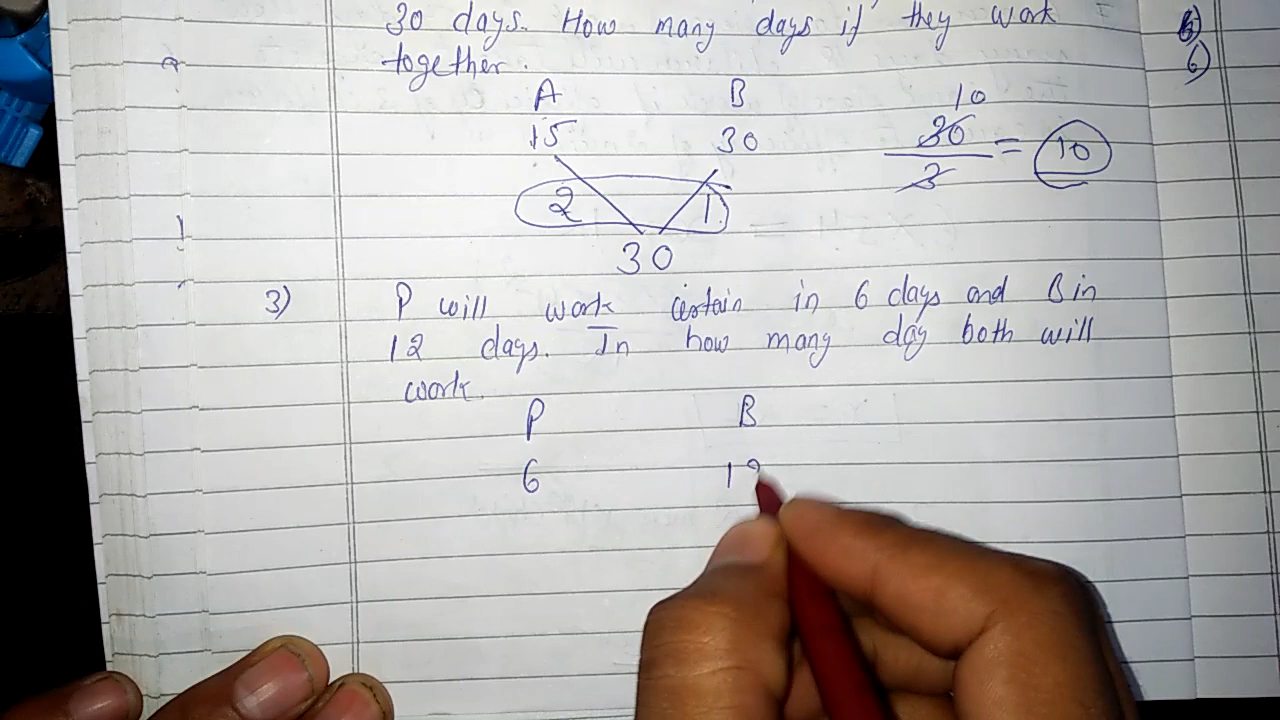 30 days. How many days if they work
together.
A B
15 30
2 1
30
10
30
3
= 10
5)
6)
3) P will work certain in 6 days and B in
12 days. In how many day both will
work.
P B
6 12